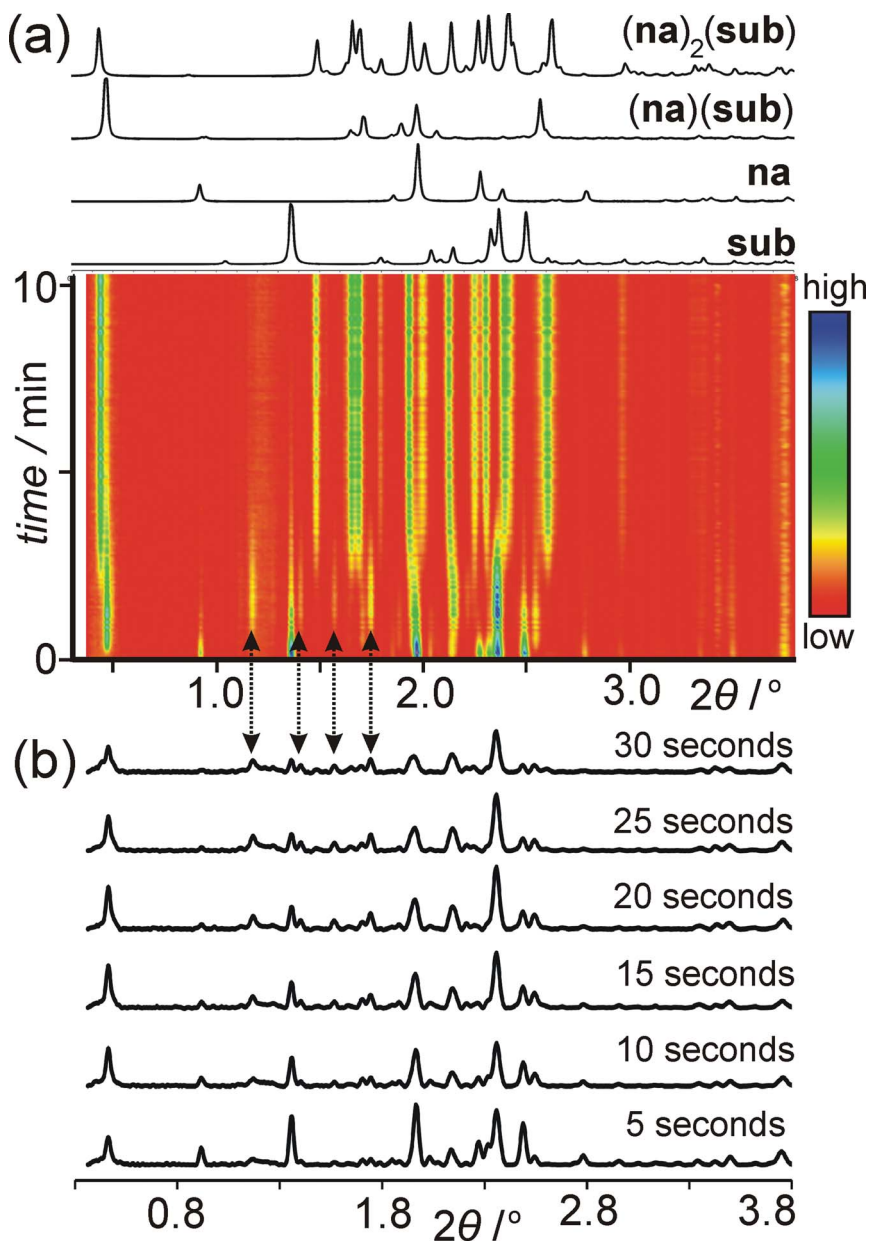 (a)
(na)2(sub)
(na)(sub)
na
sub
10
high
time / min
low
0
1.0
2.0
3.0
2θ / °
(b)
30 seconds
25 seconds
20 seconds
15 seconds
10 seconds
5 seconds
0.8
1.8
2θ / °
2.8
3.8